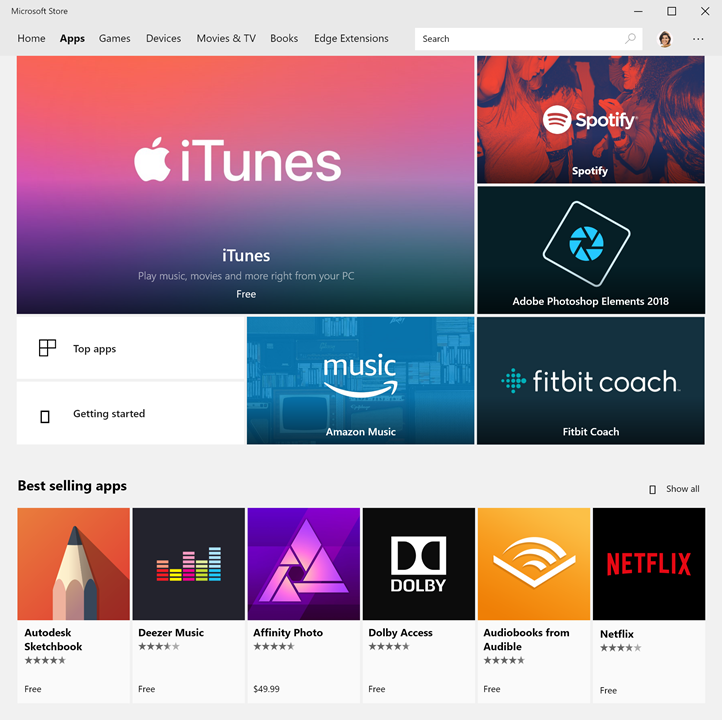 Microsoft Store
Home Apps Games Devices Movies & TV Books Edge Extensions Search
iTunes
iTunes
Play music, movies and more right from your PC
Free
Spotify
Spotify
Adobe Photoshop Elements 2018
Top apps
Getting started
music
Amazon Music
fitbit coach
Fitbit Coach
Best selling apps
Show all
DOLBY
NETFLIX
Autodesk
Sketchbook
Free
Deezer Music
Free
Affinity Photo
$49.99
Dolby Access
Free
Audiobooks from
Audible
Free
Netflix
Free